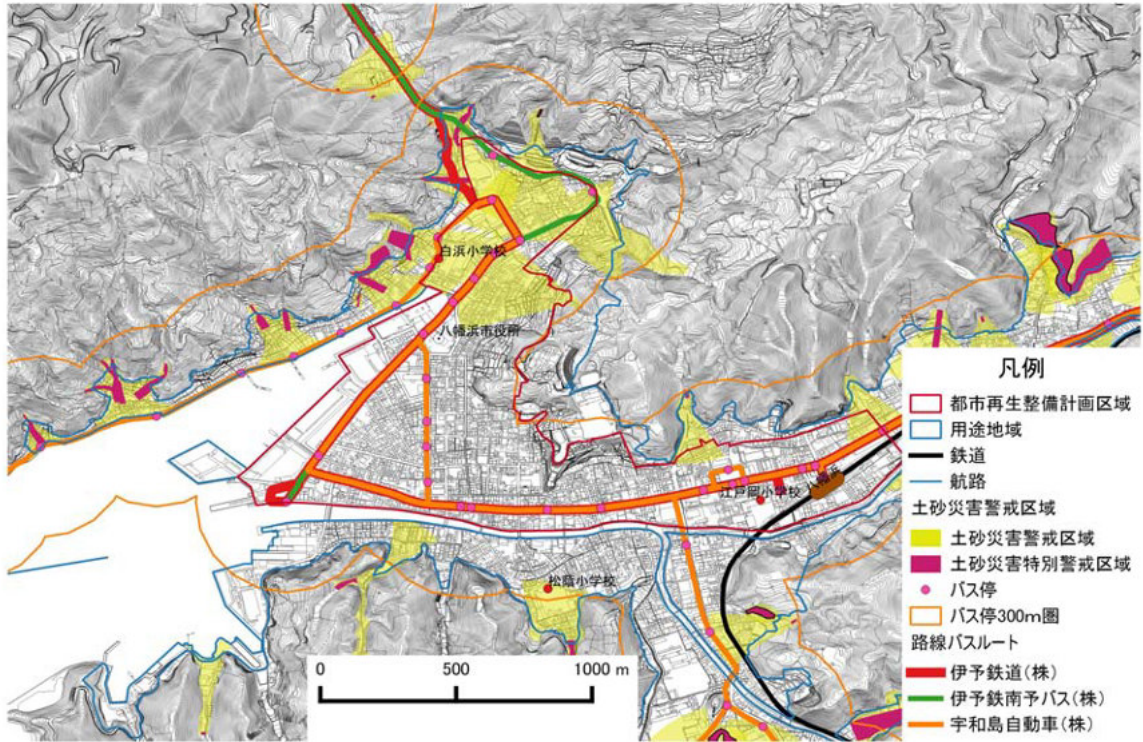 白浜小学校
八幡浜市役所
江戸岡小学校
八幡浜
松蔭小学校
0 500 1000 m
凡例
都市再生整備計画区域
用途地域
鉄道
航路
土砂災害警戒区域
土砂災害警戒区域
土砂災害特別警戒区域
バス停
バス停300m圏
路線バスルート
伊予鉄道(株)
伊予鉄南予バス(株)
宇和島自動車(株)